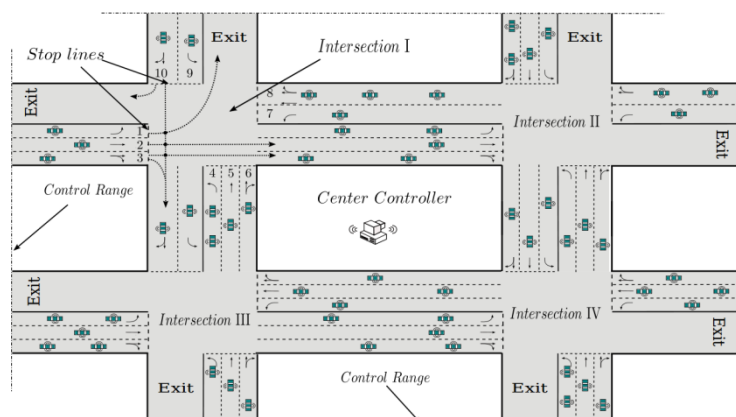 Exit
Exit
Stop lines
Intersection I
10
9
8
Exit
7
1
2
3
Intersection II
Exit
4
5
6
Control Range
Center Controller
Exit
Intersection III
Intersection IV
Exit
Exit
Control Range
Exit